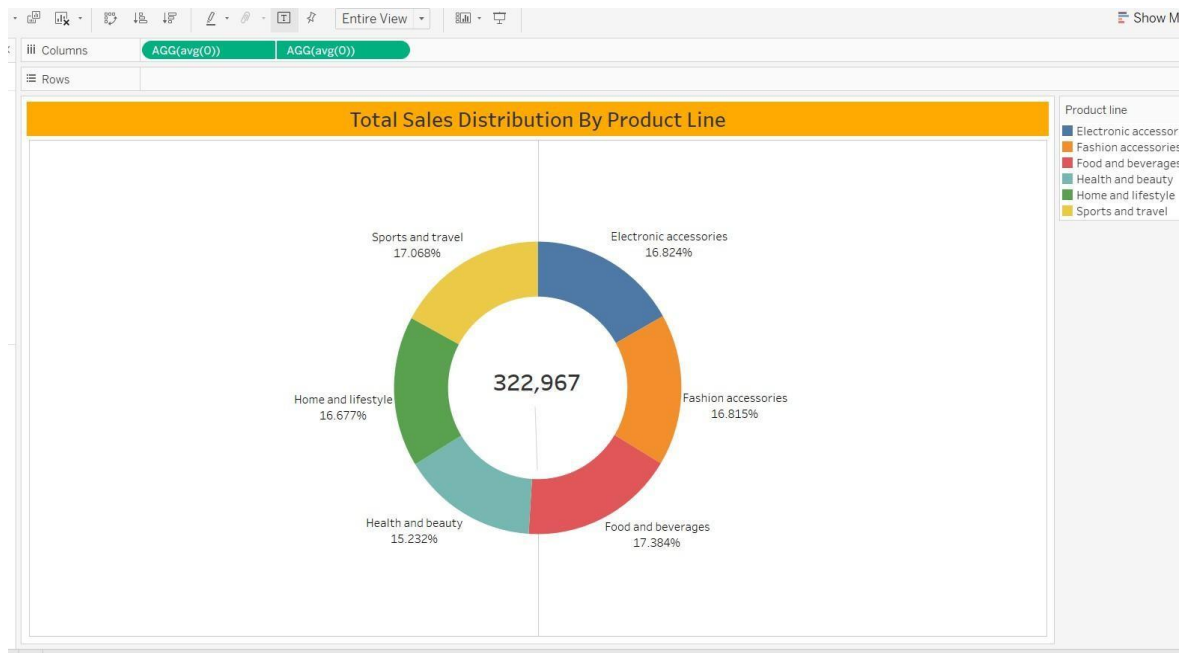 Entire View
Show M
Columns
AGG(avg(0))
AGG(avg(0))
Rows
Total Sales Distribution By Product Line
Product line
Electronic accessor
Fashion accessories
Food and beverages
Health and beauty
Home and lifestyle
Sports and travel
Sports and travel
17.068%
Electronic accessories
16.824%
322,967
Home and lifestyle
16.677%
Fashion accessories
16.815%
Health and beauty
15.232%
Food and beverages
17.384%